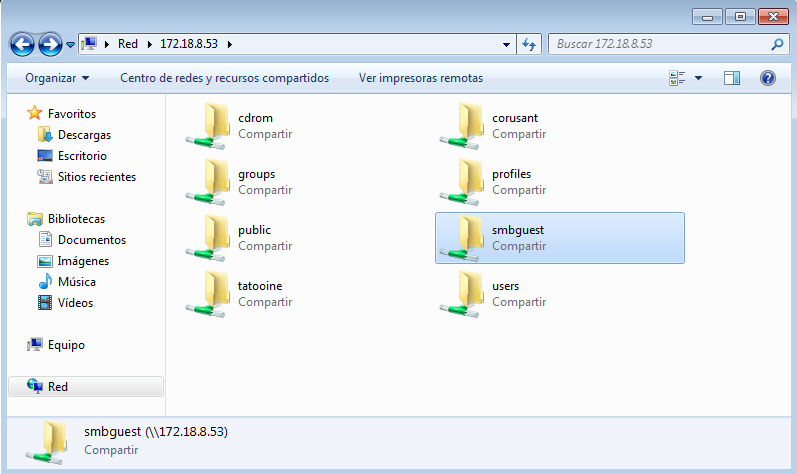 Red 172.18.8.53
Buscar 172.18.8.53
Organizar Centro de redes y recursos compartidos Ver impresoras remotas
Favoritos
Descargas
Escritorio
Sitios recientes
Bibliotecas
Documentos
Imágenes
Música
Vídeos
Equipo
Red
cdrom
Compartir
corusant
Compartir
groups
Compartir
profiles
Compartir
public
Compartir
smbguest
Compartir
tatooine
Compartir
users
Compartir
smbguest (\\172.18.8.53)
Compartir